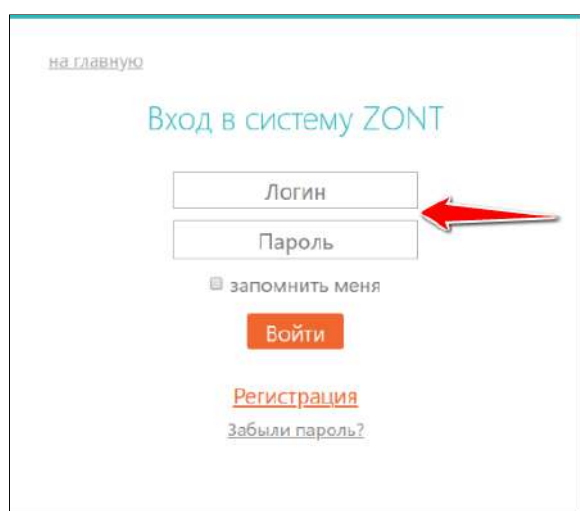 на главную
Вход в систему ZONT
Логин
Пароль
запомнить меня
Войти
Регистрация
Забыли пароль?